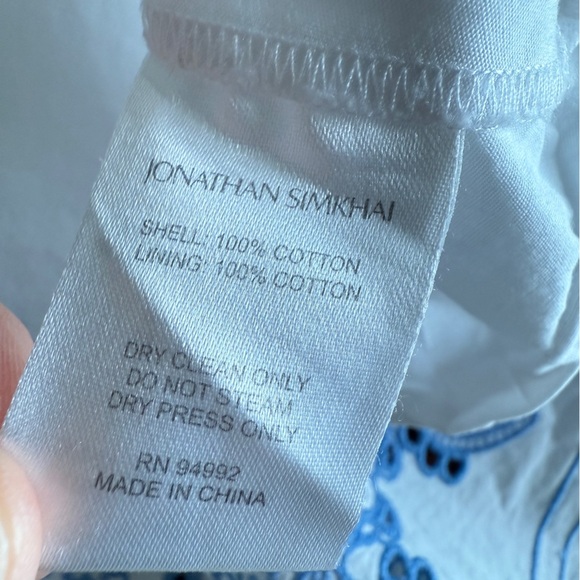 JONATHAN SIMKHAI
SHELL: 100% COTTON
LINING: 100% COTTON
DRY CLEAN ONLY
DO NOT STEAM
DRY PRESS ONLY
RN 94992
MADE IN CHINA